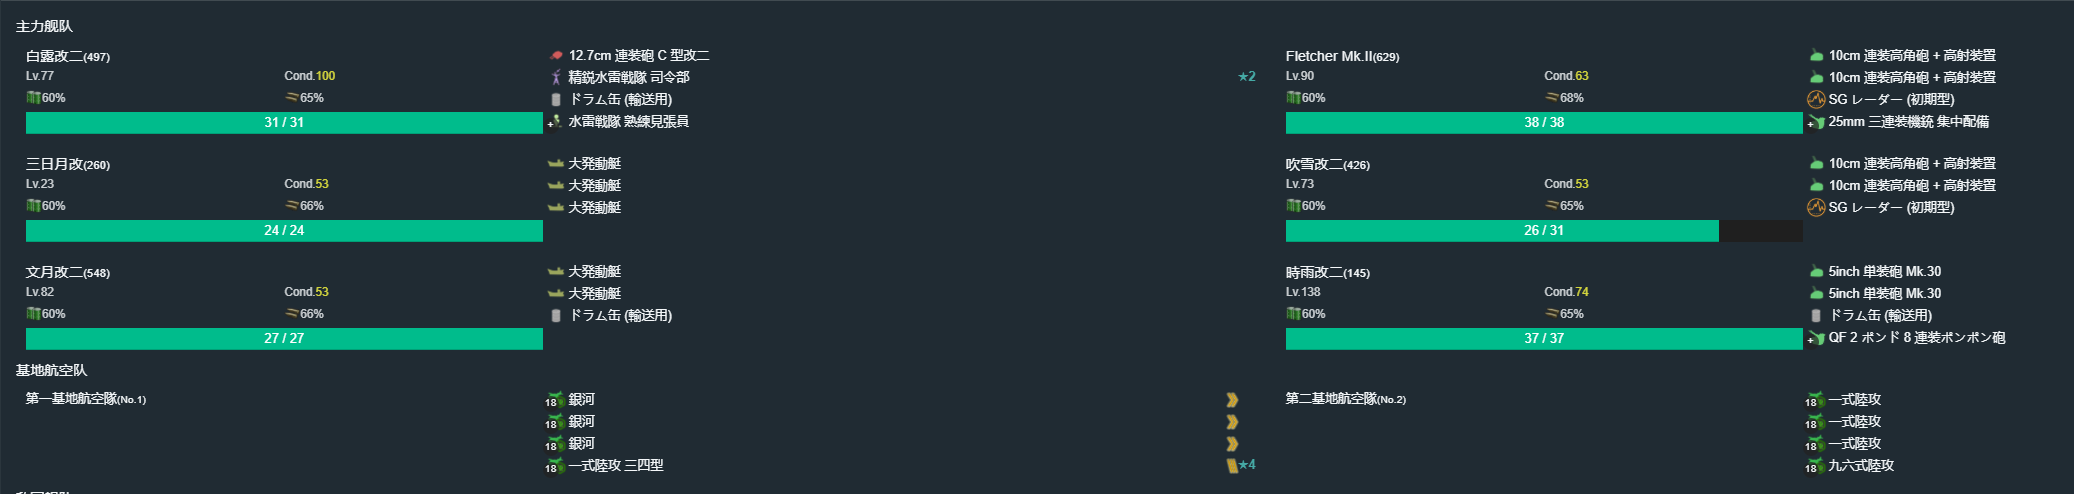 主力舰队
白露改二(497)
Lv.77 Cond.100
60% 65%
31 / 31
12.7cm 連装砲 C 型改二
精鋭水雷戦隊 司令部 ★2
ドラム缶 (輸送用)
水雷戦隊 熟練見張員
Fletcher Mk.II(629)
Lv.90 Cond.63
60% 68%
38 / 38
10cm 連装高角砲 + 高射装置
10cm 連装高角砲 + 高射装置
SG レーダー (初期型)
25mm 三連装機銃 集中配備
三日月改(260)
Lv.23 Cond.53
60% 66%
24 / 24
大発動艇
大発動艇
大発動艇
吹雪改二(426)
Lv.73 Cond.53
60% 65%
26 / 31
10cm 連装高角砲 + 高射装置
10cm 連装高角砲 + 高射装置
SG レーダー (初期型)
文月改二(548)
Lv.82 Cond.53
60% 66%
27 / 27
大発動艇
大発動艇
ドラム缶 (輸送用)
時雨改二(145)
Lv.138 Cond.74
60% 65%
37 / 37
5inch 単装砲 Mk.30
5inch 単装砲 Mk.30
ドラム缶 (輸送用)
QF 2 ポンド 8 連装ポンポン砲
基地航空队
第一基地航空隊(No.1)
18 銀河
18 銀河
18 銀河
18 一式陸攻 三四型 ★4
第二基地航空隊(No.2)
18 一式陸攻
18 一式陸攻
18 一式陸攻
18 九六式陸攻